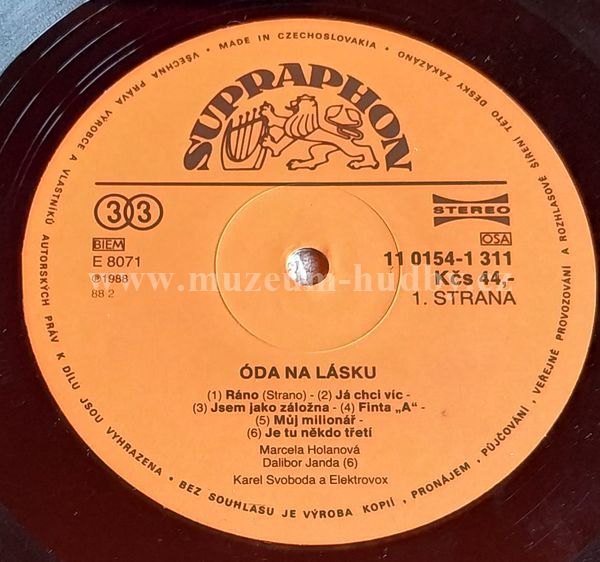 VŠECHNA PRÁVA VÝROBCE A VLASTNÍKŮ AUTORSKÝCH PRÁV K DÍLU JSOU VYHRAZENA • BEZ SOUHLASU JE VÝROBA KOPIÍ, PRONÁJEM, PŮJČOVÁNÍ, VEŘEJNÉ PROVOZOVÁNÍ A ROZHLASOVÉ ŠÍŘENÍ TÉTO DESKY ZAKÁZÁNO • MADE IN CZECHOSLOVAKIA •
SUPRAPHON
33
STEREO
BIEM
OSA
E 8071
11 0154-1 311
℗1988
Kčs 44,-
88 2
1. STRANA
www.muzeum-hudby.cz
ÓDA NA LÁSKU
(1) Ráno (Strano) - (2) Já chci víc -
(3) Jsem jako záložna - (4) Finta „A“ -
(5) Můj milionář -
(6) Je tu někdo třetí
Marcela Holanová
Dalibor Janda (6)
Karel Svoboda a Elektrovox